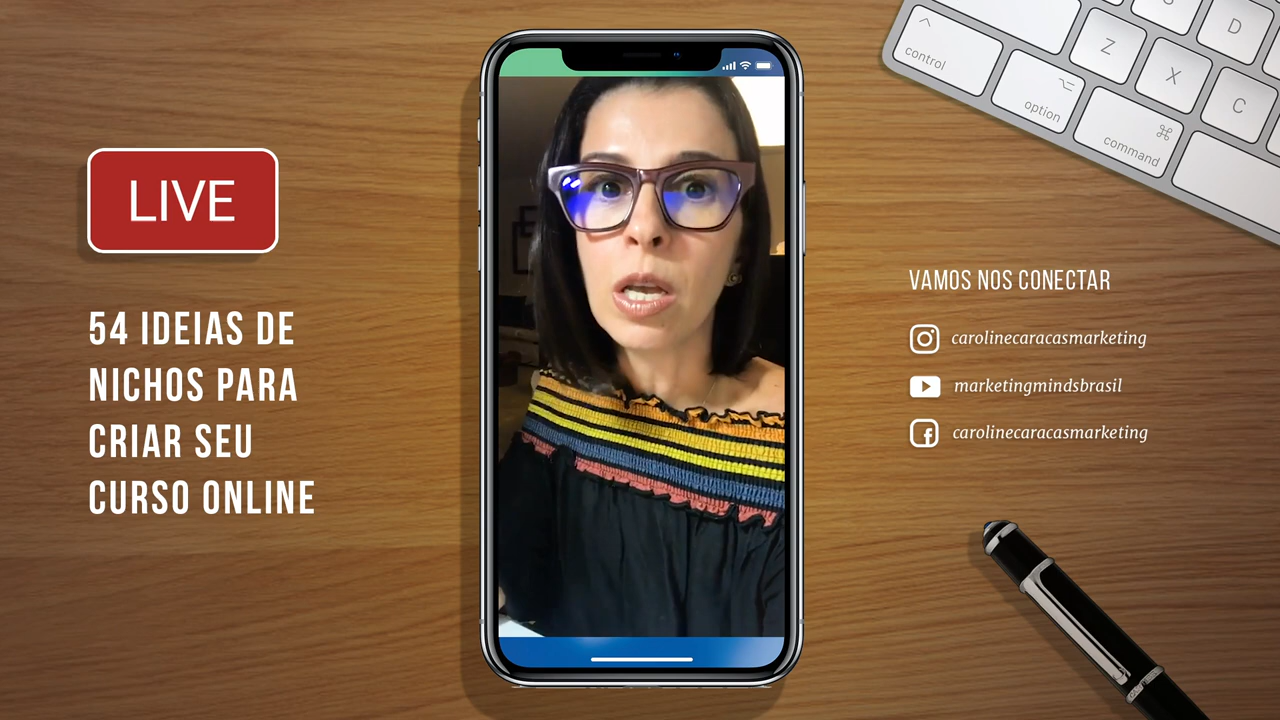 LIVE
54 IDEIAS DE
NICHOS PARA
CRIAR SEU
CURSO ONLINE
VAMOS NOS CONECTAR
carolinecaracasmarketing
marketingmindsbrasil
carolinecaracasmarketing
control
option
command
Z
X
C
S
D